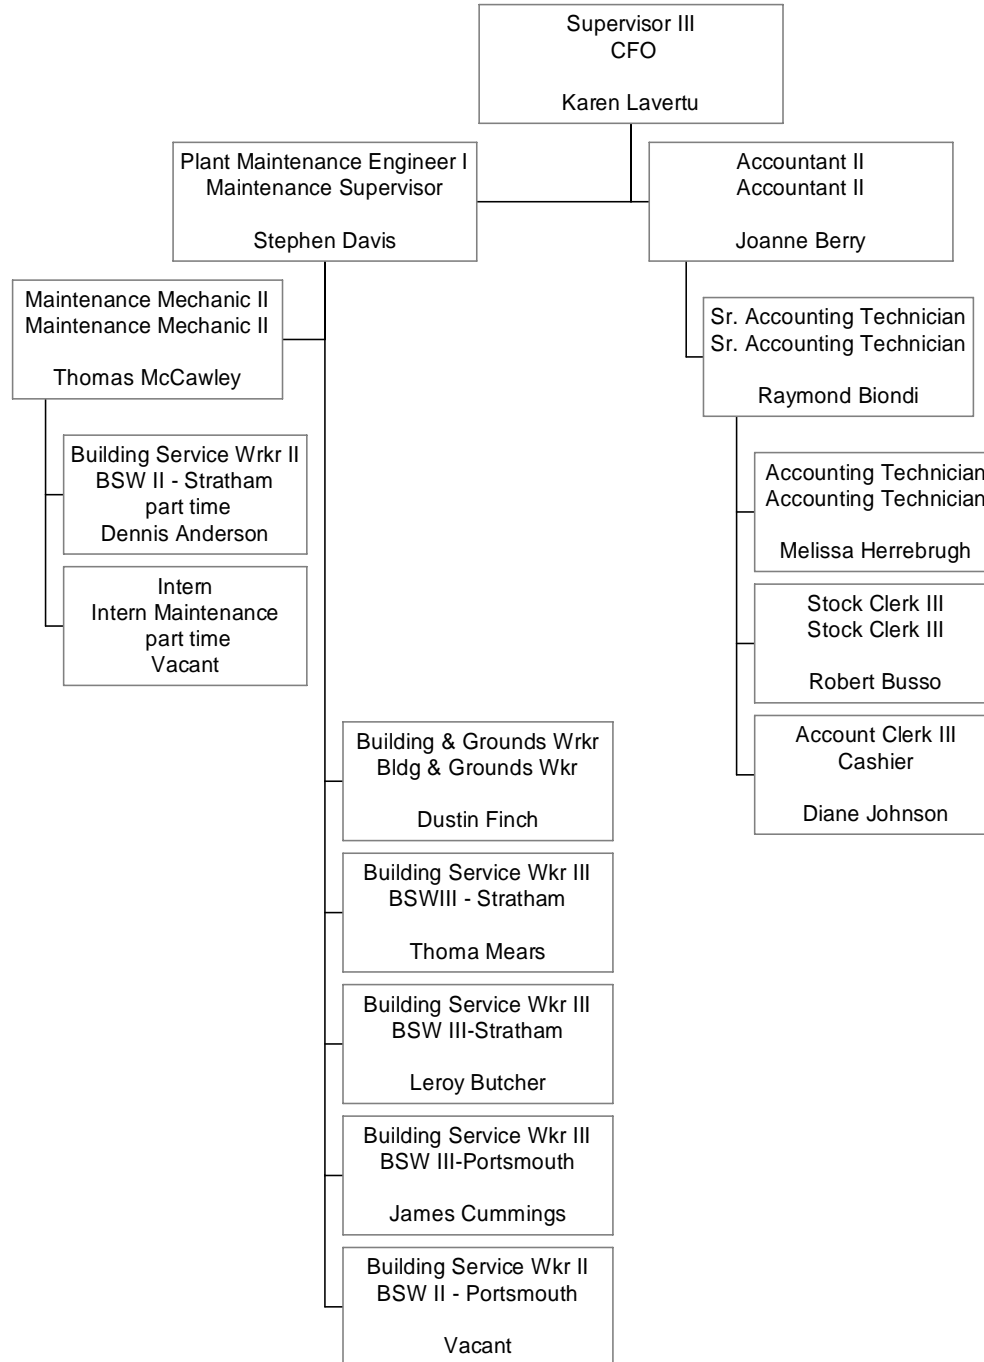 Supervisor III
CFO
Karen Lavertu
Plant Maintenance Engineer I
Maintenance Supervisor
Stephen Davis
Accountant II
Accountant II
Joanne Berry
Maintenance Mechanic II
Maintenance Mechanic II
Thomas McCawley
Sr. Accounting Technician
Sr. Accounting Technician
Raymond Biondi
Building Service Wrkr II
BSW II - Stratham
part time
Dennis Anderson
Intern
Intern Maintenance
part time
Vacant
Accounting Technician
Accounting Technician
Melissa Herrebrugh
Stock Clerk III
Stock Clerk III
Robert Busso
Account Clerk III
Cashier
Diane Johnson
Building & Grounds Wrkr
Bldg & Grounds Wkr
Dustin Finch
Building Service Wkr III
BSWIII - Stratham
Thoma Mears
Building Service Wkr III
BSW III-Stratham
Leroy Butcher
Building Service Wkr III
BSW III-Portsmouth
James Cummings
Building Service Wkr II
BSW II - Portsmouth
Vacant